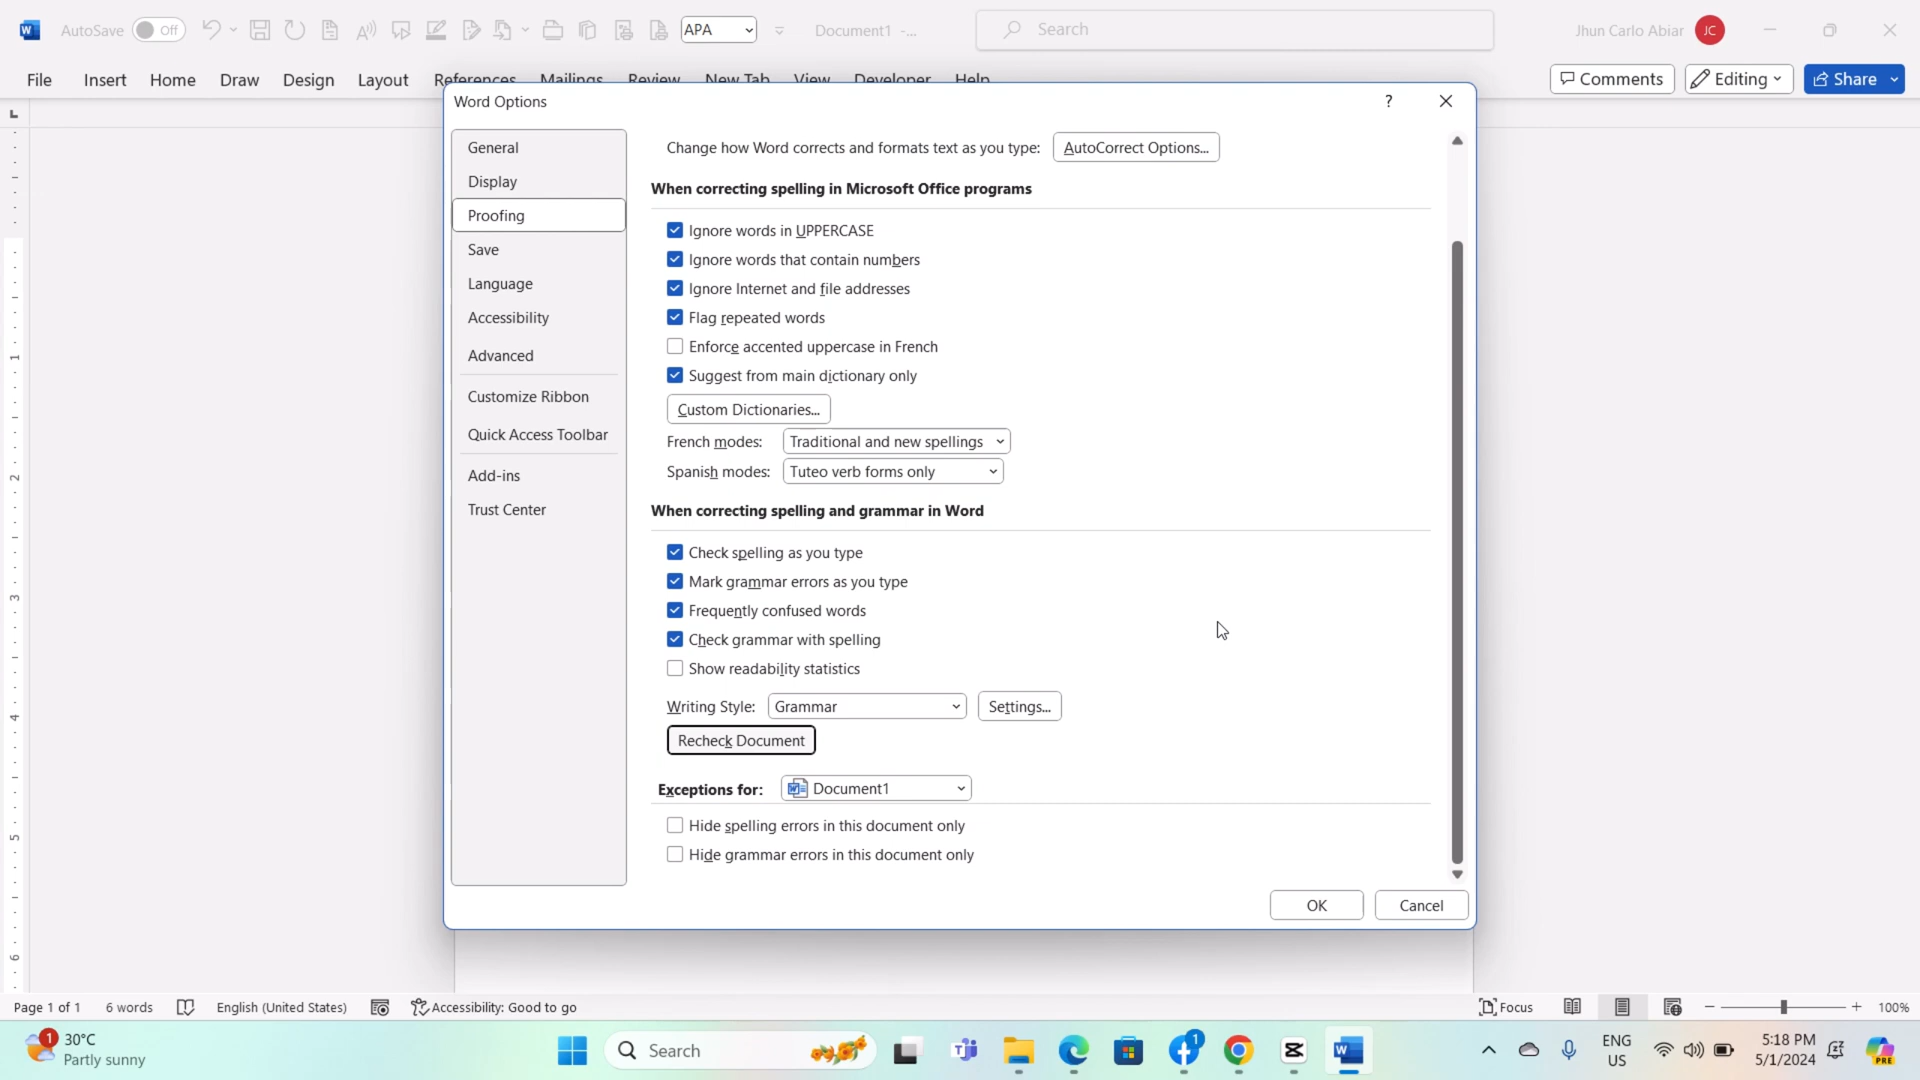 AutoSave Off APA Document1 -... Search Jhun Carlo Abiar JC
File Insert Home Draw Design Layout References Mailings Review New Tab View Developer Help Comments Editing Share
Word Options ?
General
Display
Proofing
Save
Language
Accessibility
Advanced
Customize Ribbon
Quick Access Toolbar
Add-ins
Trust Center
Change how Word corrects and formats text as you type: AutoCorrect Options...
When correcting spelling in Microsoft Office programs
Ignore words in UPPERCASE
Ignore words that contain numbers
Ignore Internet and file addresses
Flag repeated words
Enforce accented uppercase in French
Suggest from main dictionary only
Custom Dictionaries...
French modes: Traditional and new spellings
Spanish modes: Tuteo verb forms only
When correcting spelling and grammar in Word
Check spelling as you type
Mark grammar errors as you type
Frequently confused words
Check grammar with spelling
Show readability statistics
Writing Style: Grammar Settings...
Recheck Document
Exceptions for: Document1
Hide spelling errors in this document only
Hide grammar errors in this document only
OK Cancel
1
2
3
4
5
6
Page 1 of 1 6 words English (United States) Accessibility: Good to go Focus 100%
1 30°C
Partly sunny
Search
1
ENG
US
5:18 PM
5/1/2024
PRE